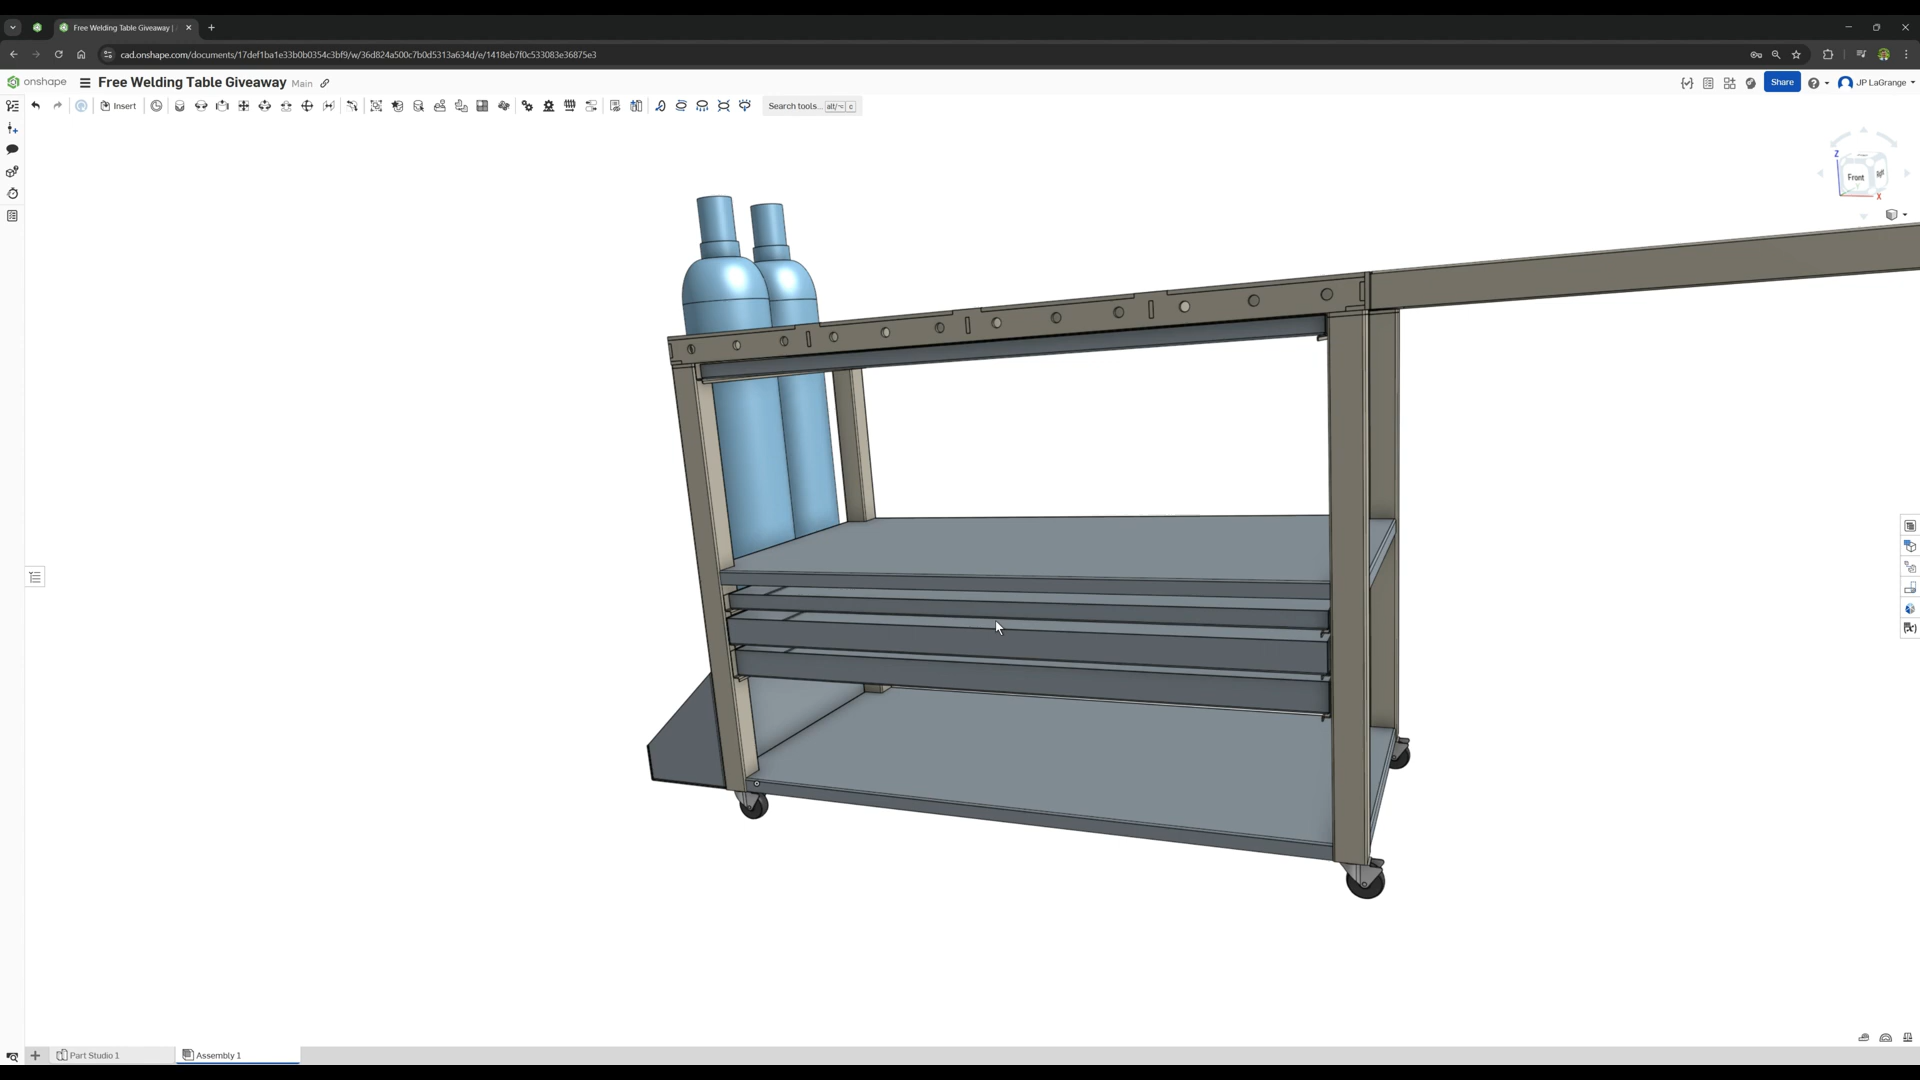 Free Welding Table Giveaway |
cad.onshape.com/documents/17def1ba1e33b0b0354c3bf9/w/36d824a500c7b0d5313a634d/e/1418eb7f0c533083e36875e3
onshape
Free Welding Table Giveaway Main
Share
JP LaGrange
Insert
Search tools... alt/⌥ c
Z
Front
X
Part Studio 1
Assembly 1